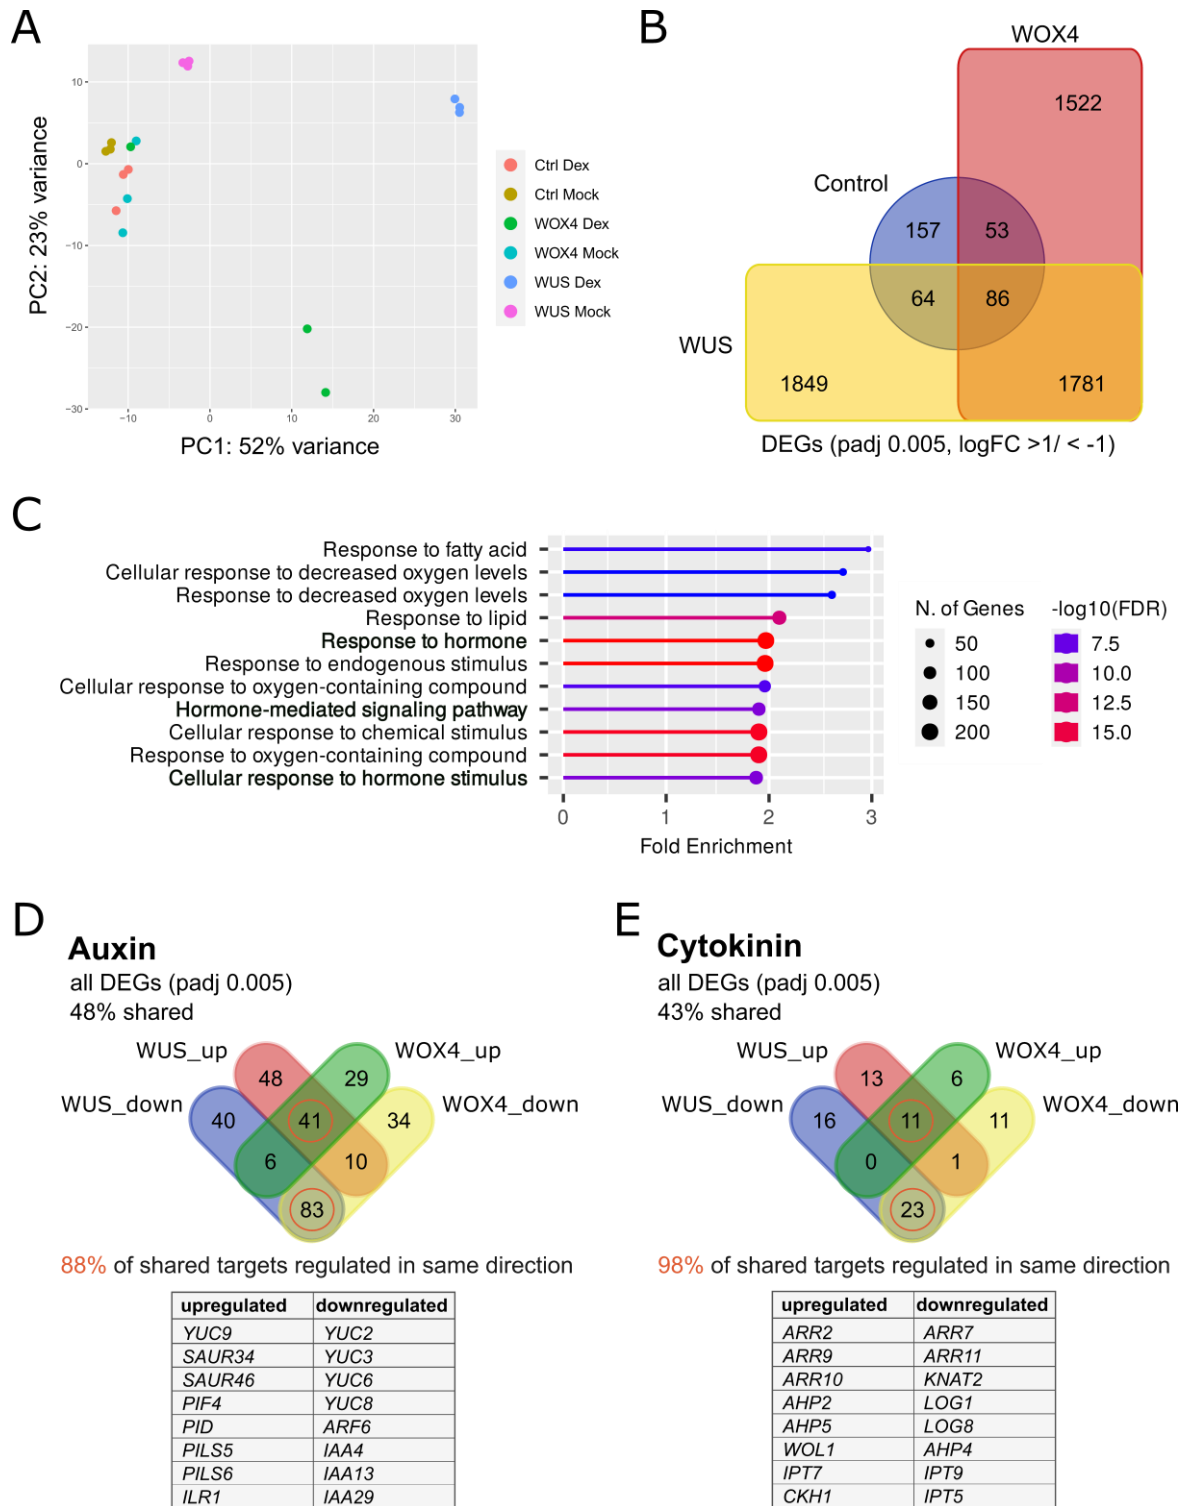 A
PC2: 23% variance
10
0
−10
−20
−30
−10
0
10
20
30
PC1: 52% variance
Ctrl Dex
Ctrl Mock
WOX4 Dex
WOX4 Mock
WUS Dex
WUS Mock
B
WOX4
1522
Control
157
53
64
86
WUS
1849
1781
DEGs (padj 0.005, logFC >1/ < -1)
C
Response to fatty acid
Cellular response to decreased oxygen levels
Response to decreased oxygen levels
Response to lipid
Response to hormone
Response to endogenous stimulus
Cellular response to oxygen-containing compound
Hormone-mediated signaling pathway
Cellular response to chemical stimulus
Response to oxygen-containing compound
Cellular response to hormone stimulus
0
1
2
3
Fold Enrichment
N. of Genes
50
100
150
200
-log10(FDR)
7.5
10.0
12.5
15.0
D
Auxin
all DEGs (padj 0.005)
48% shared
WUS_up
WOX4_up
WUS_down
WOX4_down
48
29
40
41
34
6
10
83
88% of shared targets regulated in same direction
upregulated downregulated
YUC9 YUC2
SAUR34 YUC3
SAUR46 YUC6
PIF4 YUC8
PID ARF6
PILS5 IAA4
PILS6 IAA13
ILR1 IAA29
E
Cytokinin
all DEGs (padj 0.005)
43% shared
WUS_up
WOX4_up
WUS_down
WOX4_down
13
6
16
11
11
0
1
23
98% of shared targets regulated in same direction
upregulated downregulated
ARR2 ARR7
ARR9 ARR11
ARR10 KNAT2
AHP2 LOG1
AHP5 LOG8
WOL1 AHP4
IPT7 IPT9
CKH1 IPT5